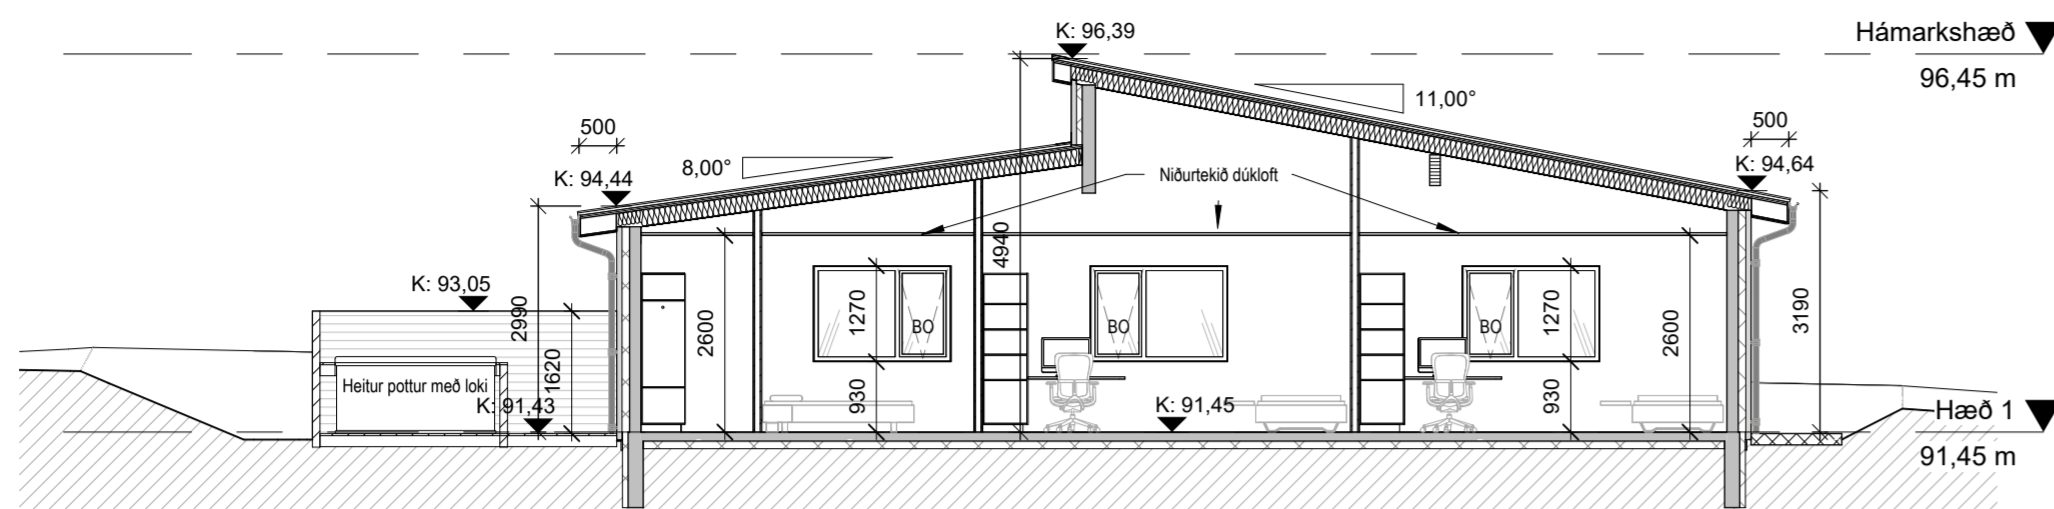 K: 96,39
Hámarkshæð
96,45 m
11,00°
500
500
8,00°
K: 94,44
K: 94,64
Niðurtekið dúkloft
4940
K: 93,05
2990
2600
1270
BO
BO
BO
1270
2600
3190
1620
Heitur pottur með loki
K: 91,43
930
K: 91,45
930
Hæð 1
91,45 m